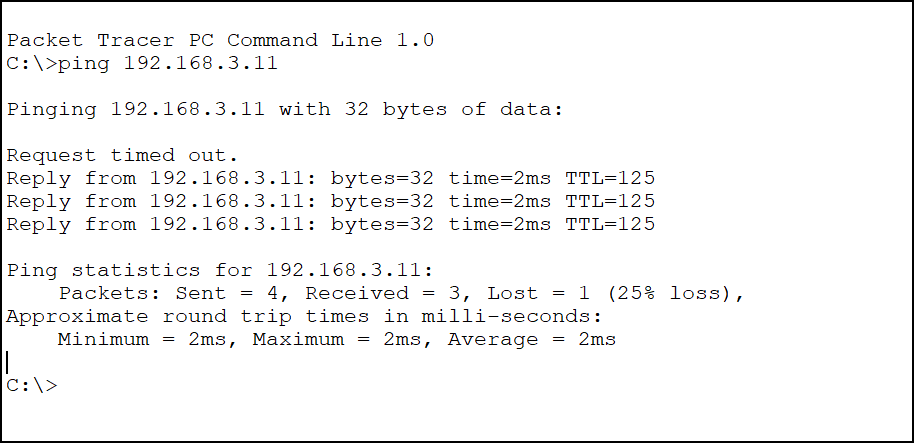 Packet Tracer PC Command Line 1.0
C:\>ping 192.168.3.11
Pinging 192.168.3.11 with 32 bytes of data:
Request timed out.
Reply from 192.168.3.11: bytes=32 time=2ms TTL=125
Reply from 192.168.3.11: bytes=32 time=2ms TTL=125
Reply from 192.168.3.11: bytes=32 time=2ms TTL=125
Ping statistics for 192.168.3.11:
    Packets: Sent = 4, Received = 3, Lost = 1 (25% loss),
Approximate round trip times in milli-seconds:
    Minimum = 2ms, Maximum = 2ms, Average = 2ms
C:\>